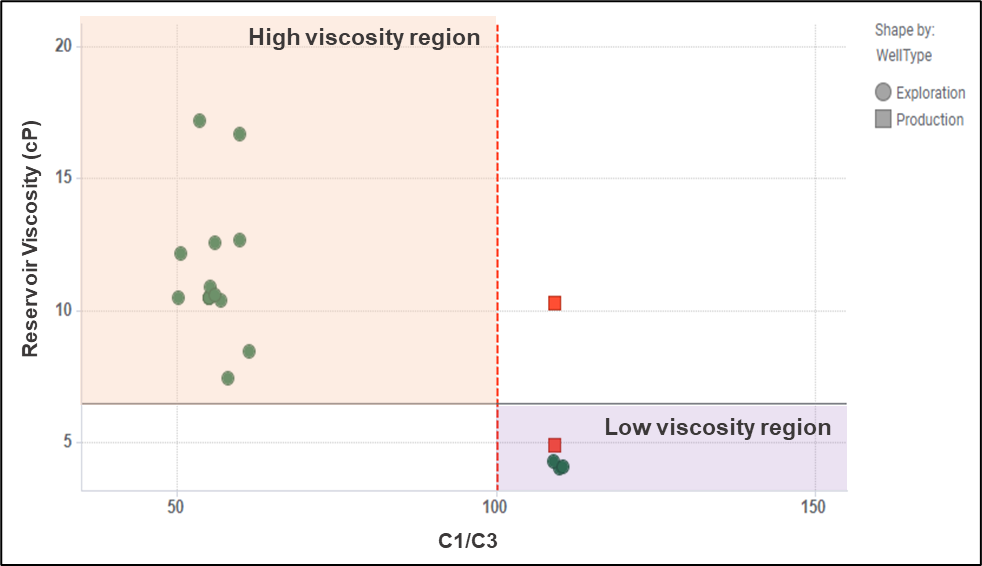 High viscosity region
Shape by:
WellType
Exploration
Production
20
15
10
5
Reservoir Viscosity (cP)
Low viscosity region
50
100
150
C1/C3